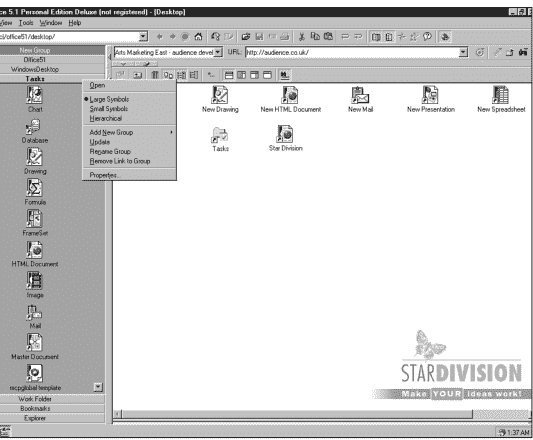 ce 5.1 Personal Edition Deluxe (not registered) - [Desktop]
View Tools Window Help
c|/office51/desktop/
New Group
Office51
WindowsDesktop
Tasks
Chart
Database
Drawing
Formula
FrameSet
HTML Document
Image
Mail
Master Document
Work Folder
Bookmarks
Explorer
Arts Marketing East - audience devel URL: http://audience.co.uk/
Open
Large Symbols
Small Symbols
Hierarchical
Add New Group
Update
Rename Group
Remove Link to Group
Properties...
New Drawing New HTML Document New Mail New Presentation New Spreadsheet
Tasks Star Division
STARDIVISION
Make YOUR ideas work!
1:37 AM